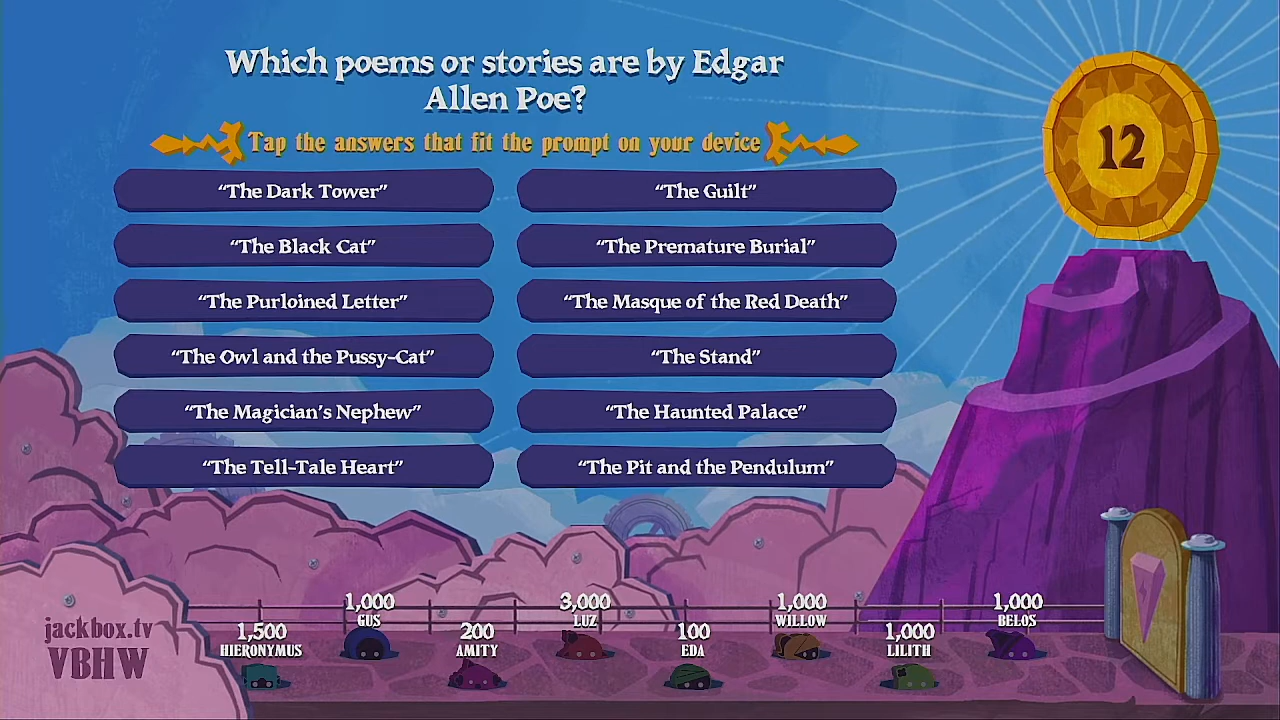 Which poems or stories are by Edgar
Allen Poe?
Tap the answers that fit the prompt on your device
12
“The Dark Tower”
“The Guilt”
“The Black Cat”
“The Premature Burial”
“The Purloined Letter”
“The Masque of the Red Death”
“The Owl and the Pussy-Cat”
“The Stand”
“The Magician’s Nephew”
“The Haunted Palace”
“The Tell-Tale Heart”
“The Pit and the Pendulum”
jackbox.tv
VBHW
1,500
HIERONYMUS
1,000
GUS
200
AMITY
3,000
LUZ
100
EDA
1,000
WILLOW
1,000
LILITH
1,000
BELOS